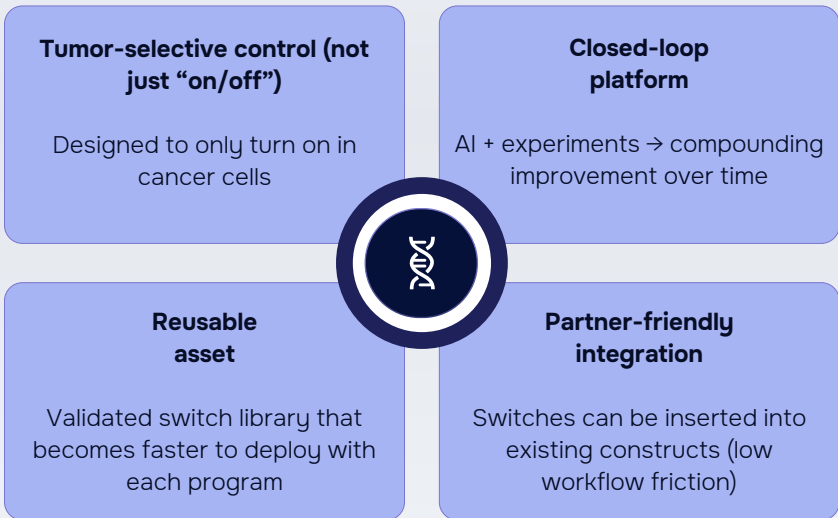 Tumor-selective control (not
just “on/off”)
Designed to only turn on in
cancer cells
Closed-loop
platform
AI + experiments → compounding
improvement over time
Reusable
asset
Validated switch library that
becomes faster to deploy with
each program
Partner-friendly
integration
Switches can be inserted into
existing constructs (low
workflow friction)